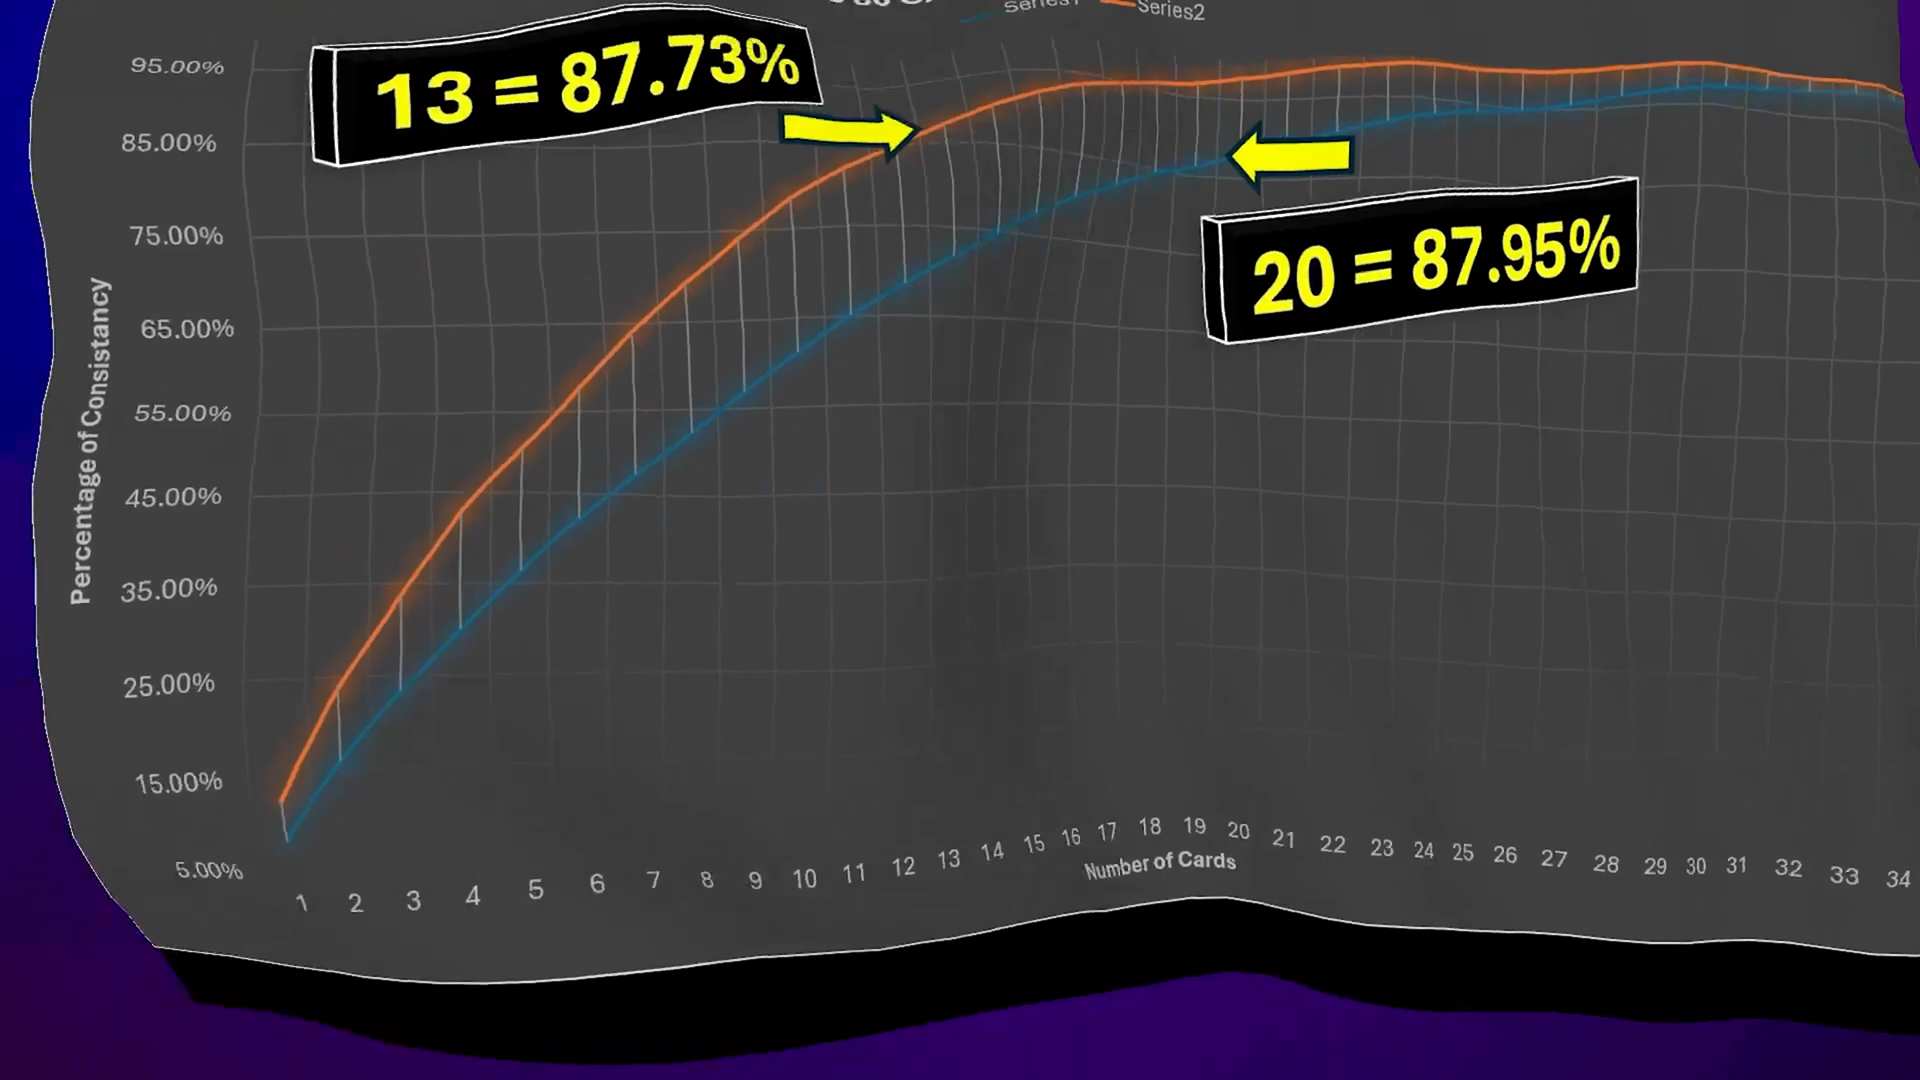 Series1
Series2
13 = 87.73%
95.00%
85.00%
75.00%
65.00%
55.00%
45.00%
35.00%
25.00%
15.00%
5.00%
Percentage of Consistancy
20 = 87.95%
1 2 3 4 5 6 7 8 9 10 11 12 13 14 15 16 17 18 19 20 21 22 23 24 25 26 27 28 29 30 31 32 33 34
Number of Cards